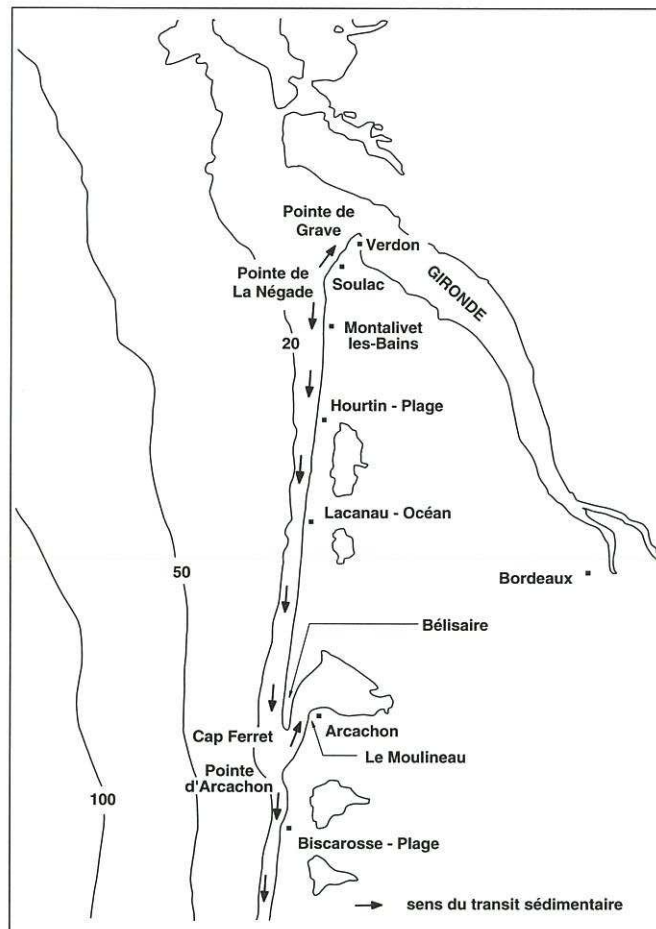 Pointe de
Grave
Verdon
Pointe de
La Négade
Soulac
GIRONDE
20
Montalivet
les-Bains
Hourtin - Plage
Lacanau - Océan
50
Bordeaux
Bélisaire
Cap Ferret
Arcachon
Le Moulineau
Pointe
d'Arcachon
100
Biscarosse - Plage
sens du transit sédimentaire